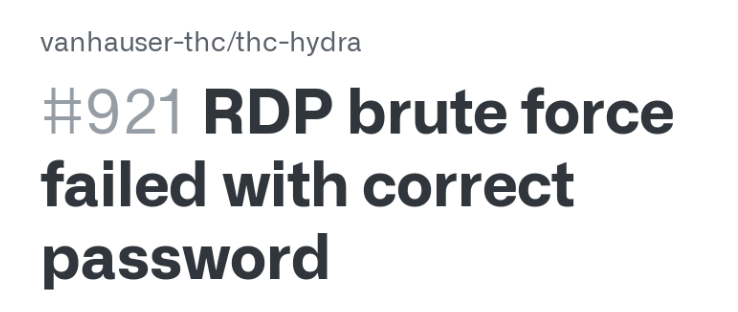 vanhauser-thc/thc-hydra
#921 RDP brute force
failed with correct
password